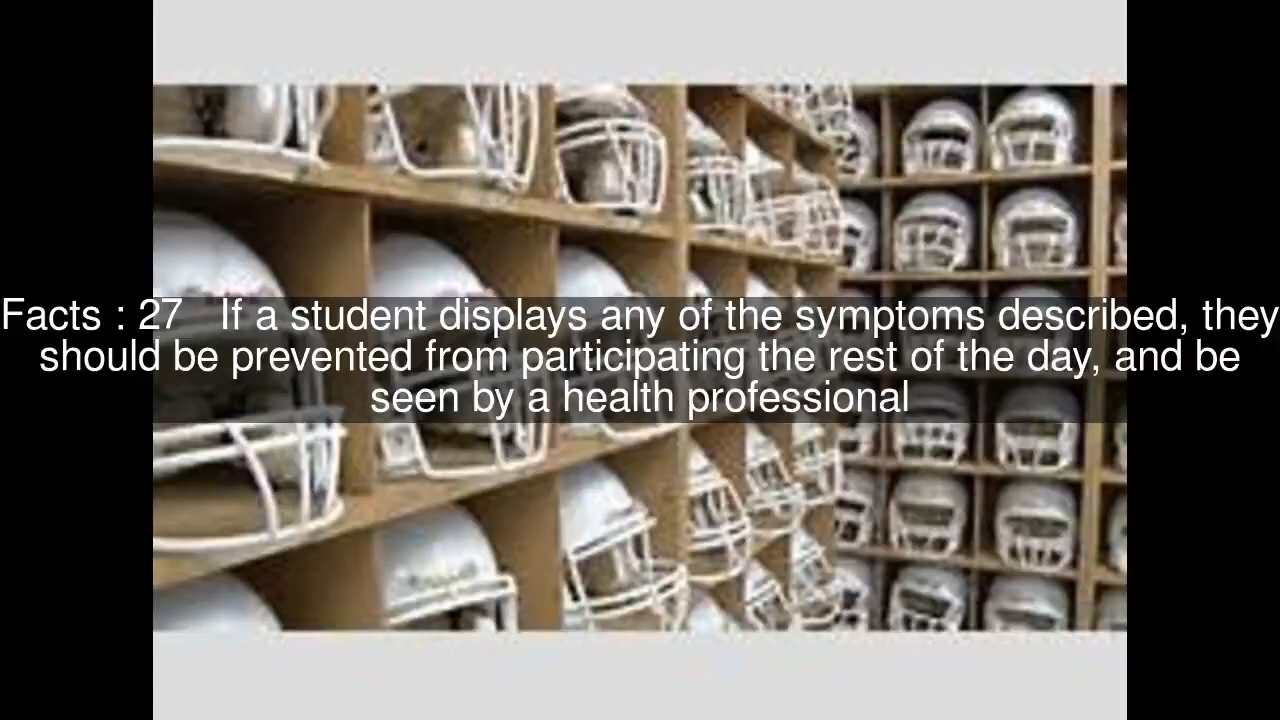 Facts : 27   If a student displays any of the symptoms described, they
should be prevented from participating the rest of the day, and be
seen by a health professional